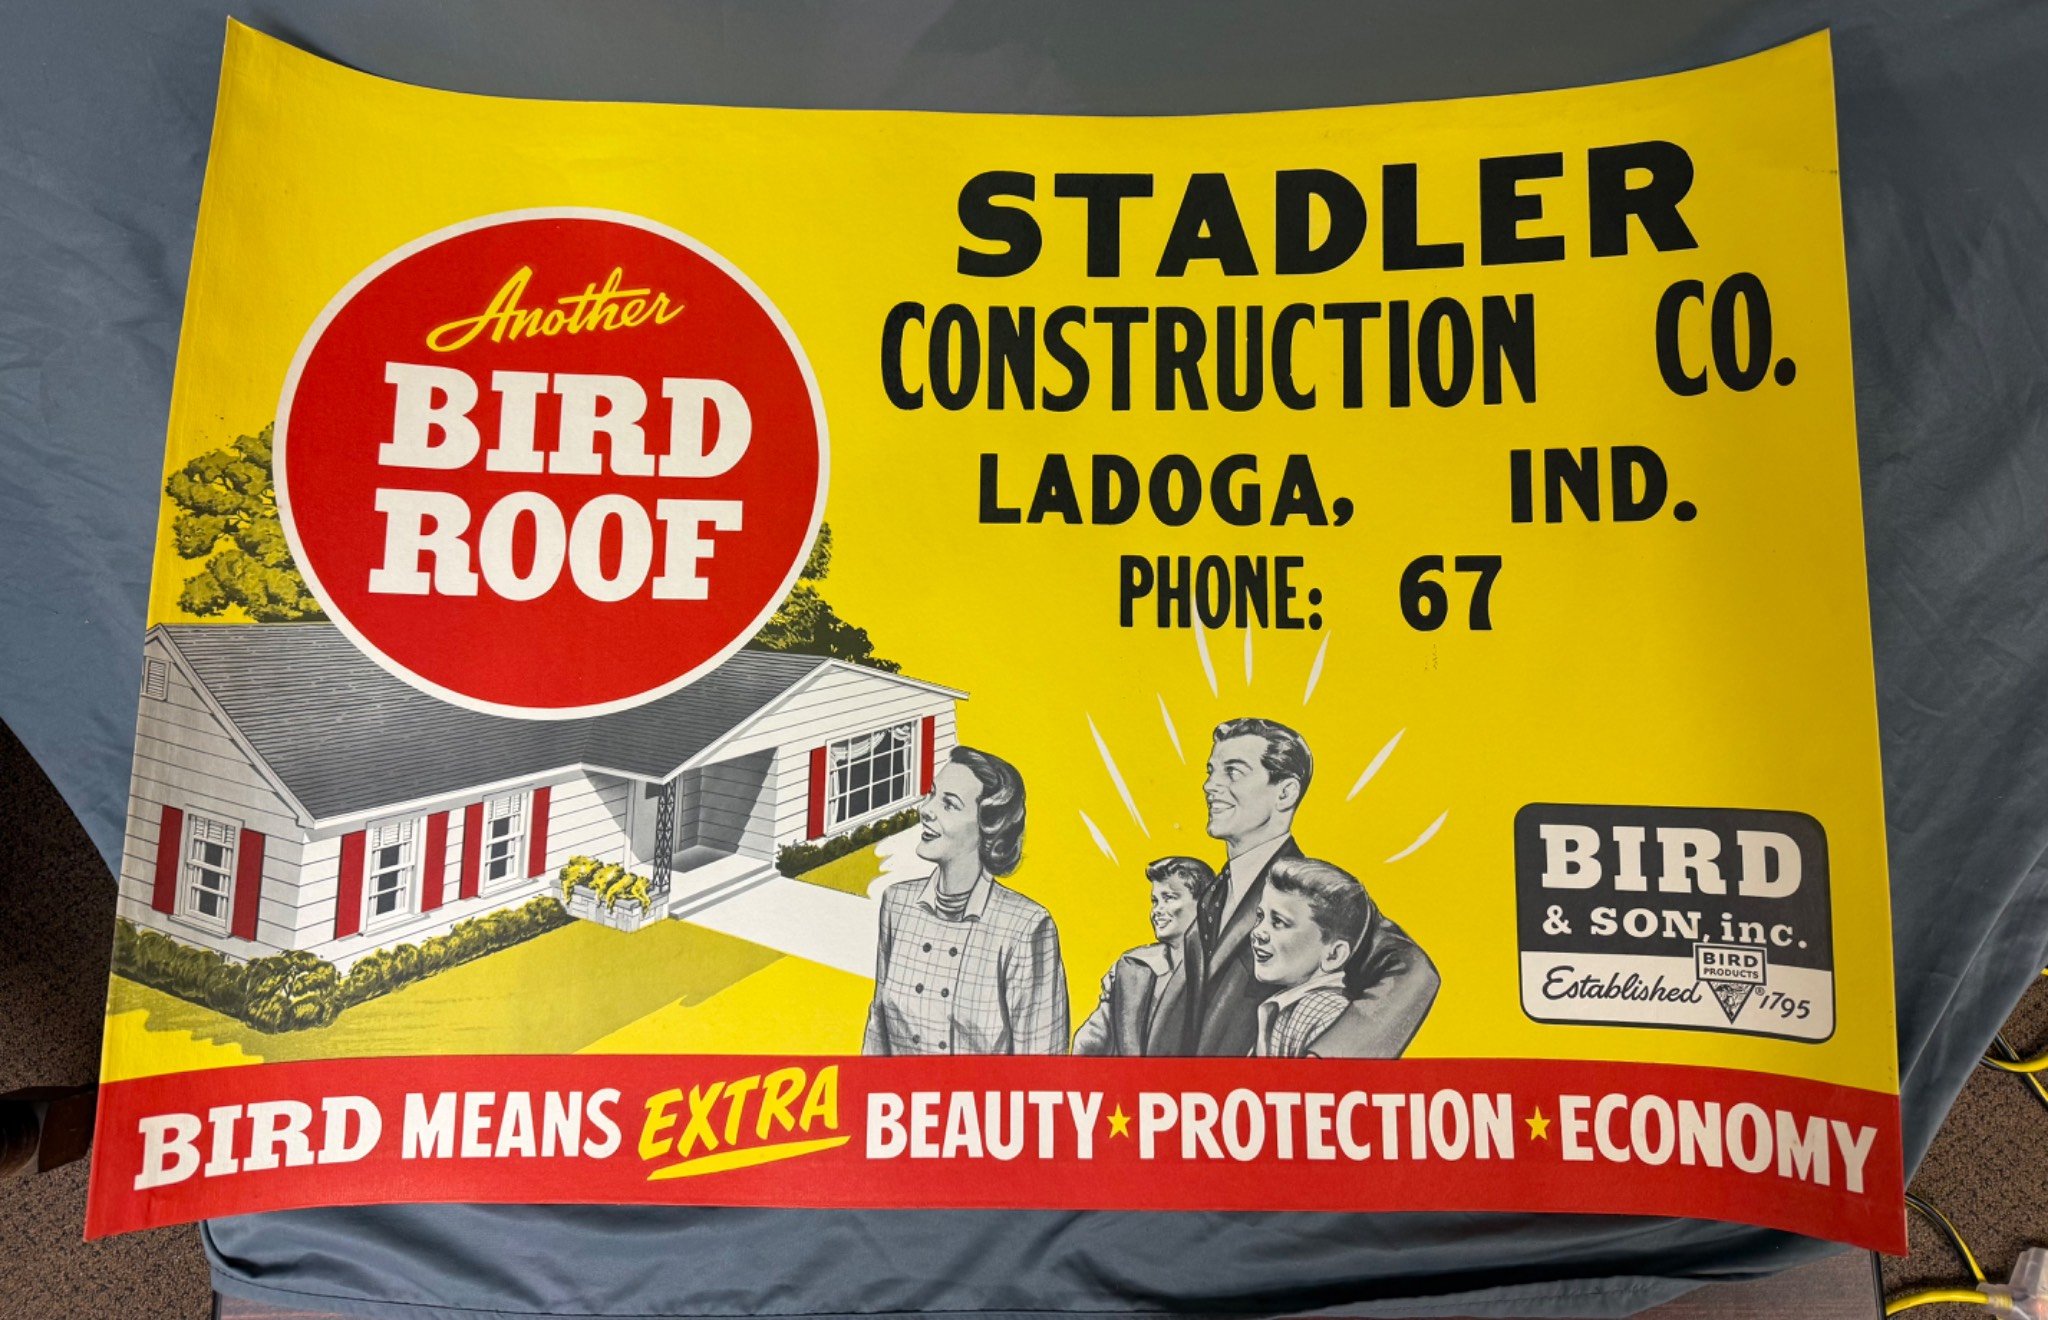 Another
BIRD
ROOF
STADLER
CONSTRUCTION CO.
LADOGA, IND.
PHONE: 67
BIRD
& SON, inc.
BIRD
PRODUCTS
Established ® 1795
BIRD MEANS EXTRA BEAUTY★PROTECTION★ECONOMY